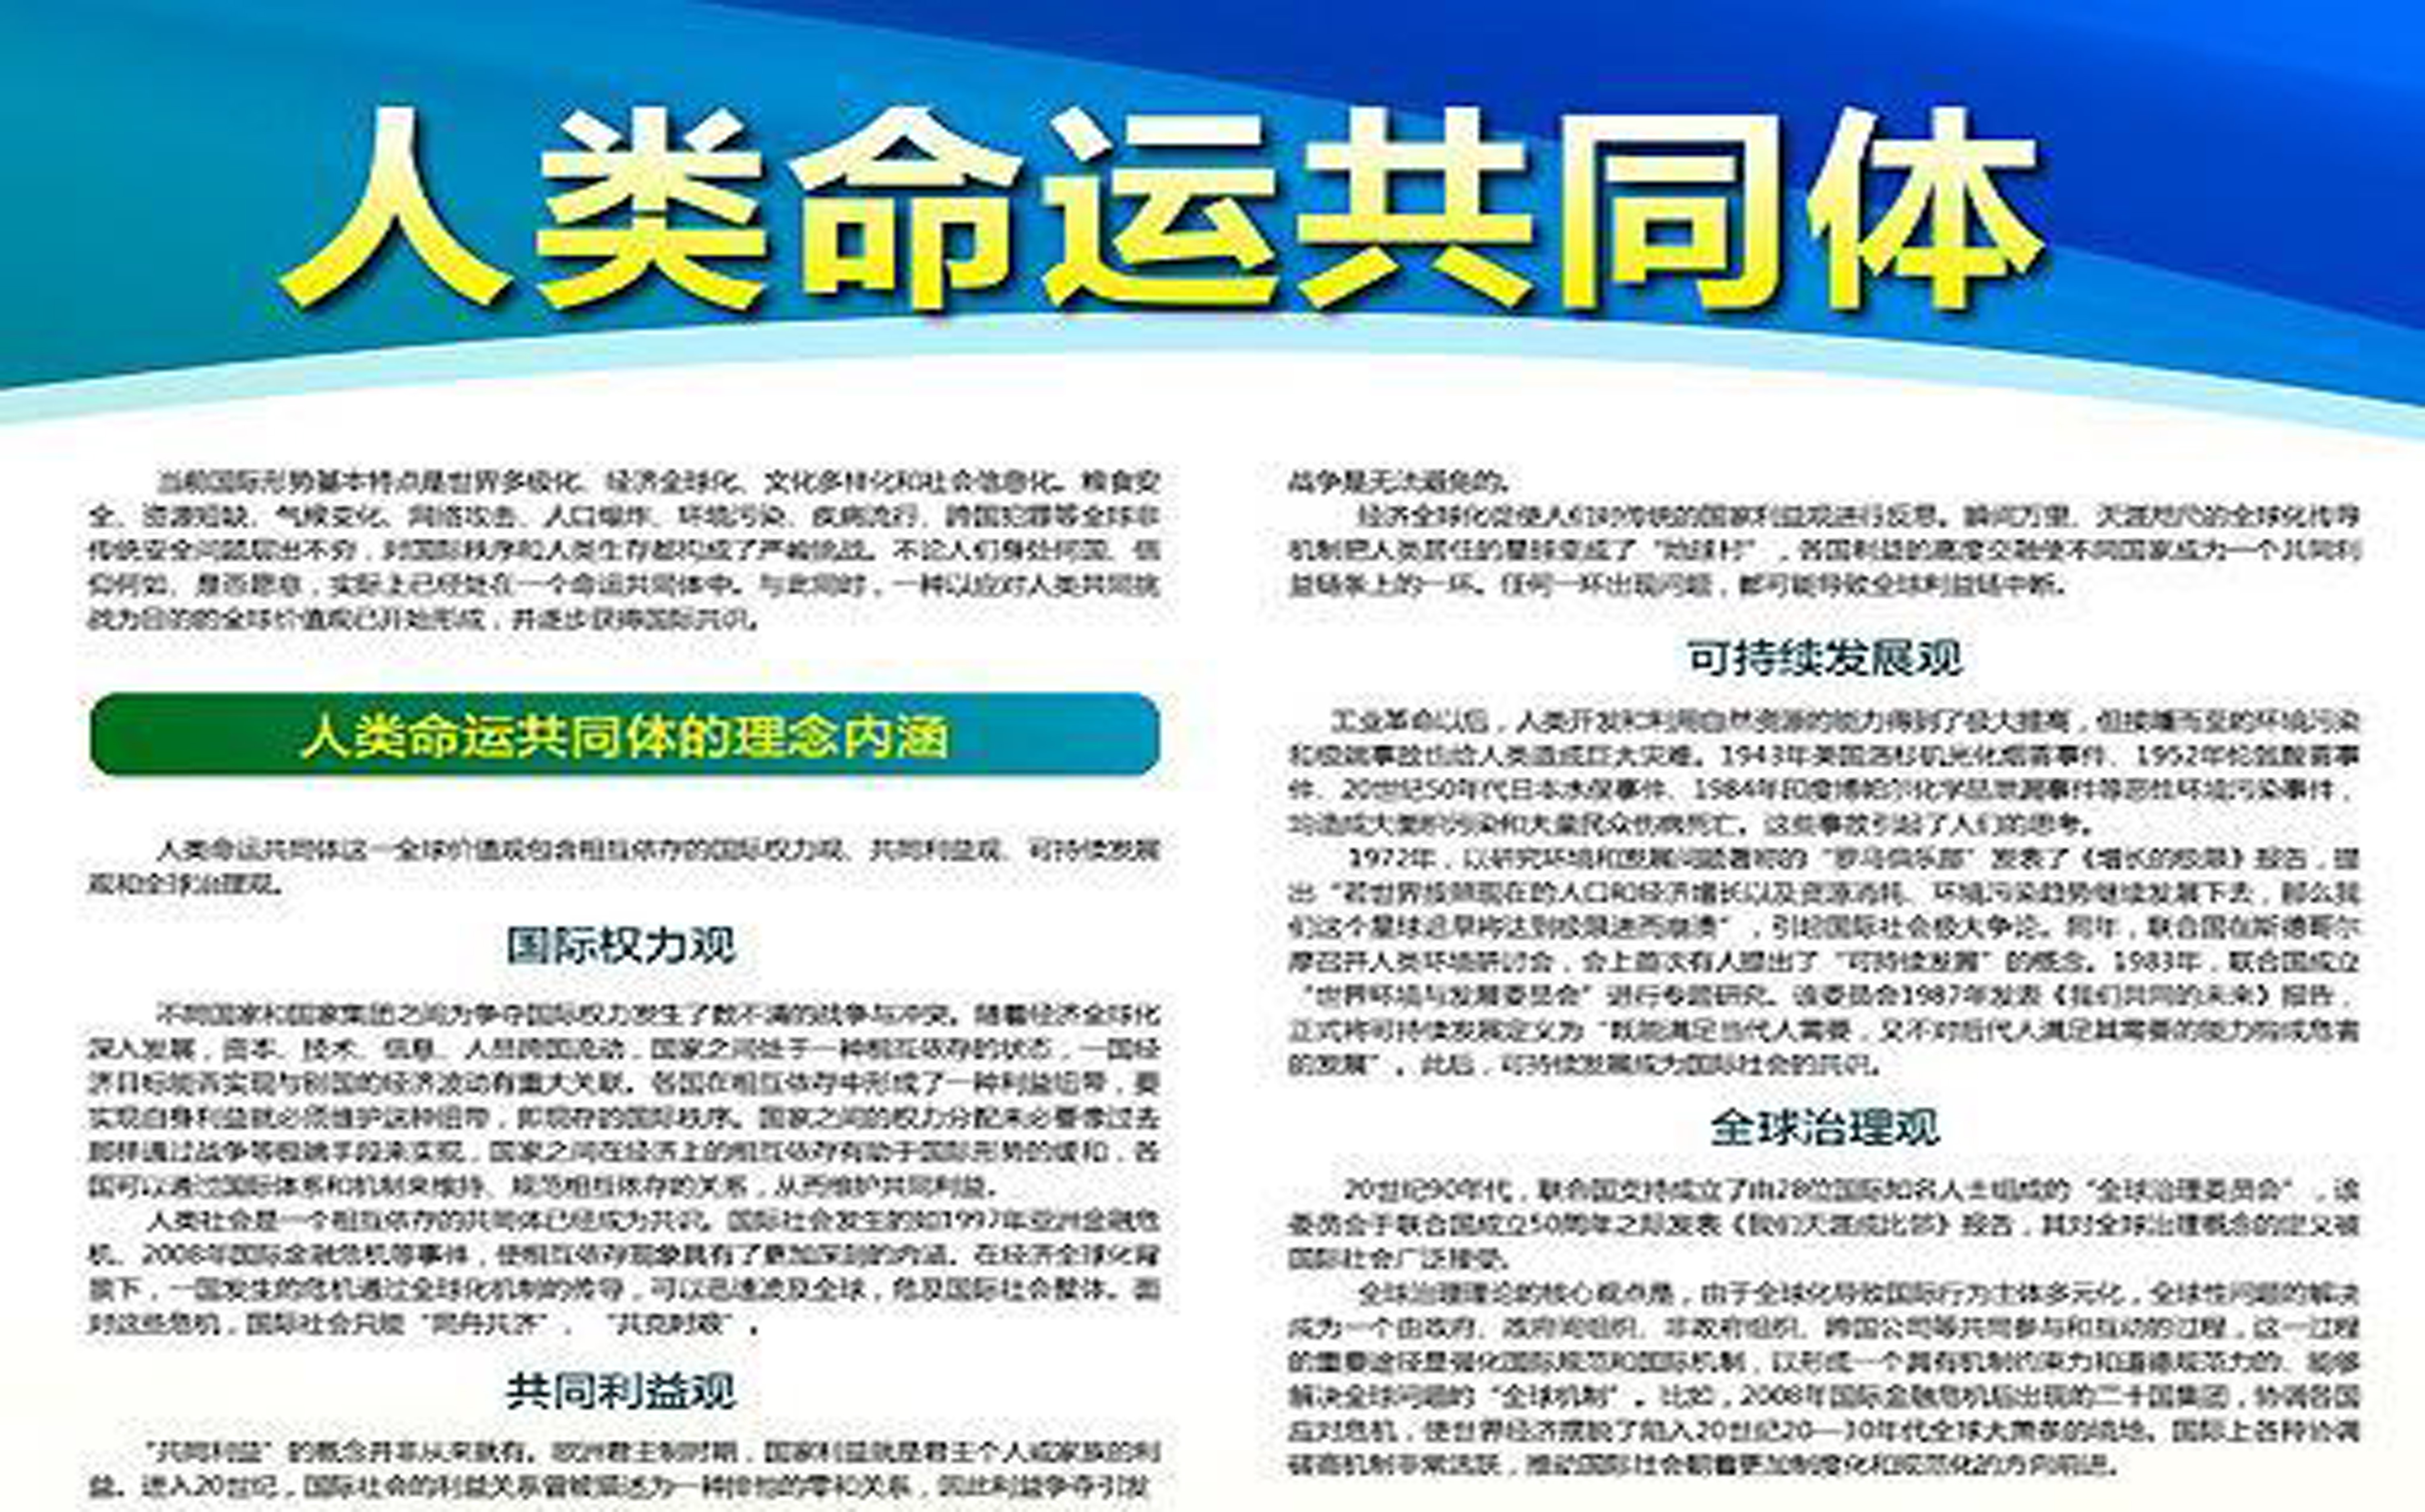 人类命运共同体
当前国际形势基本特点是世界多极化、经济全球化、文化多样化和社会信息化。粮食安
全、资源短缺、气候变化、网络攻击、人口爆炸、环境污染、疾病流行、跨国犯罪等全球非
传统安全问题层出不穷，对国际秩序和人类生存都构成了严峻挑战。不论人们身处何国、信
仰何如、是否愿意，实际上已经处在一个命运共同体中。与此同时，一种以应对人类共同挑
战为目的的全球价值观已开始形成，并逐步获得国际共识。
人类命运共同体的理念内涵
人类命运共同体这一全球价值观包含相互依存的国际权力观、共同利益观、可持续发展
观和全球治理观。
国际权力观
不同国家和国家集团之间为争夺国际权力发生了数不清的战争与冲突。随着经济全球化
深入发展，资本、技术、信息、人员跨国流动，国家之间处于一种相互依存的状态，一国经
济目标能否实现与别国的经济波动有重大关联。各国在相互依存中形成了一种利益纽带，要
实现自身利益就必须维护这种纽带，即现存的国际秩序。国家之间的权力分配未必要像过去
那样通过战争等极端手段来实现，国家之间在经济上的相互依存有助于国际形势的缓和，各
国可以通过国际体系和机制来维持、规范相互依存的关系，从而维护共同利益。
人类社会是一个相互依存的共同体已经成为共识。国际社会发生的如1997年亚洲金融危
机、2008年国际金融危机等事件，使相互依存现象具有了更加深刻的内涵。在经济全球化背
景下，一国发生的危机通过全球化机制的传导，可以迅速波及全球，危及国际社会整体。面
对这些危机，国际社会只能“同舟共济”、“共克时艰”。
共同利益观
“共同利益”的概念并非从来就有。欧洲君主制时期，国家利益就是君主个人或家族的利
益。进入20世纪，国际社会的利益关系曾被描述为一种排他的零和关系，因此利益争夺引发
战争是无法避免的。
经济全球化促使人们对传统的国家利益观进行反思。瞬间万里、天涯咫尺的全球化传导
机制把人类居住的星球变成了“地球村”，各国利益的高度交融使不同国家成为一个共同利
益链条上的一环。任何一环出现问题，都可能导致全球利益链中断。
可持续发展观
工业革命以后，人类开发和利用自然资源的能力得到了极大提高，但接踵而至的环境污染
和极端事故也给人类造成巨大灾难。1943年美国洛杉矶光化烟雾事件、1952年伦敦酸雾事
件、20世纪50年代日本水俣事件、1984年印度博帕尔化学品泄漏事件等恶性环境污染事件，
均造成大面积污染和大量民众伤病死亡。这些事故引起了人们的思考。
1972年，以研究环境和发展问题著称的“罗马俱乐部”发表了《增长的极限》报告，提
出“若世界按照现在的人口和经济增长以及资源消耗、环境污染趋势继续发展下去，那么我
们这个星球迟早将达到极限进而崩溃”，引起国际社会极大争论。同年，联合国在斯德哥尔
摩召开人类环境研讨会，会上首次有人提出了“可持续发展”的概念。1983年，联合国成立
“世界环境与发展委员会”进行专题研究。该委员会1987年发表《我们共同的未来》报告，
正式将可持续发展定义为“既能满足当代人需要，又不对后代人满足其需要的能力构成危害
的发展”。此后，可持续发展成为国际社会的共识。
全球治理观
20世纪90年代，联合国支持成立了由28位国际知名人士组成的“全球治理委员会”，该
委员会于联合国成立50周年之际发表《我们天涯成比邻》报告，其对全球治理概念的定义被
国际社会广泛接受。
全球治理理论的核心观点是，由于全球化导致国际行为主体多元化，全球性问题的解决
成为一个由政府、政府间组织、非政府组织、跨国公司等共同参与和互动的过程，这一过程
的重要途径是强化国际规范和国际机制，以形成一个具有机制约束力和道德规范力的、能够
解决全球问题的“全球机制”。比如，2008年国际金融危机后出现的二十国集团，协调各国
应对危机，使世界经济摆脱了陷入20世纪20—30年代全球大萧条的境地。国际上各种协调
磋商机制非常活跃，推动国际社会朝着更加制度化和规范化的方向前进。